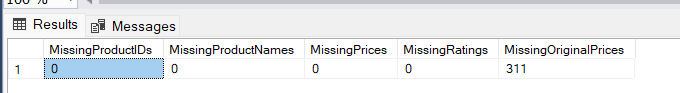 100 %
Results Messages
MissingProductIDs MissingProductNames MissingPrices MissingRatings MissingOriginalPrices
1 0 0 0 0 311